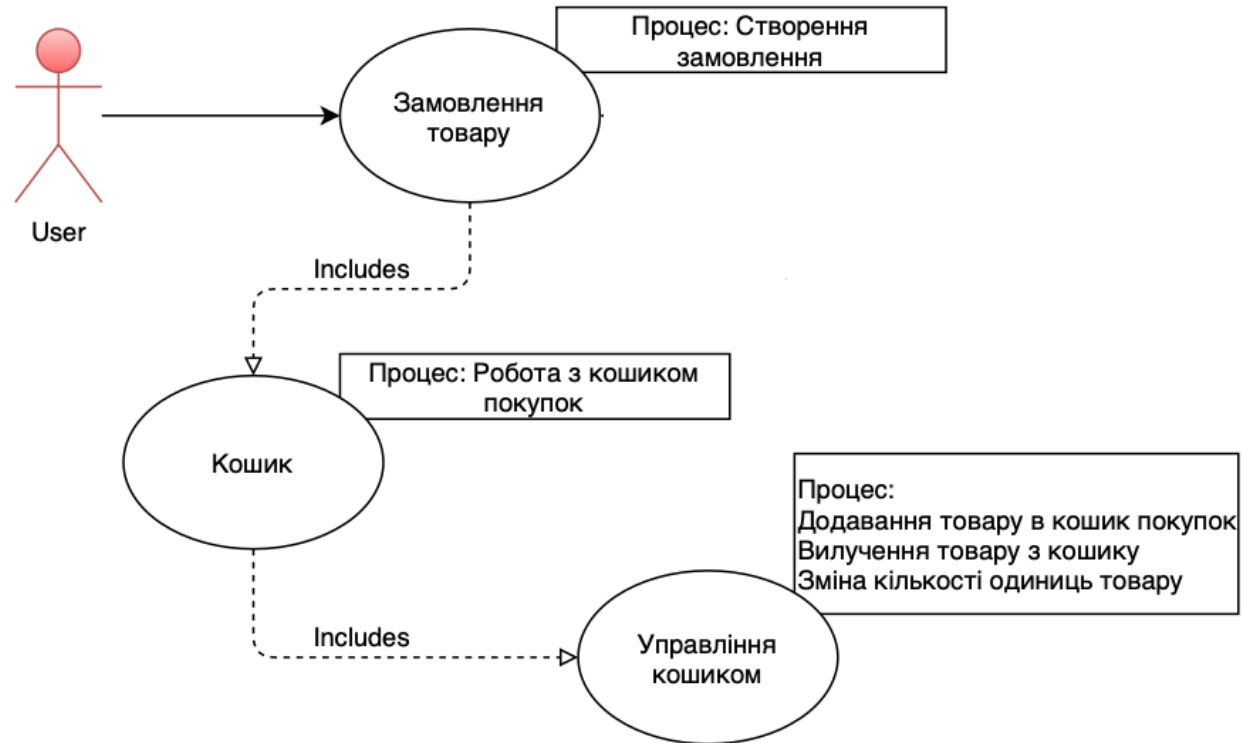 Процес: Створення
замовлення
Замовлення
товару
User
Includes
Процес: Робота з кошиком
покупок
Кошик
Процес:
Додавання товару в кошик покупок
Вилучення товару з кошику
Зміна кількості одиниць товару
Includes
Управління
кошиком